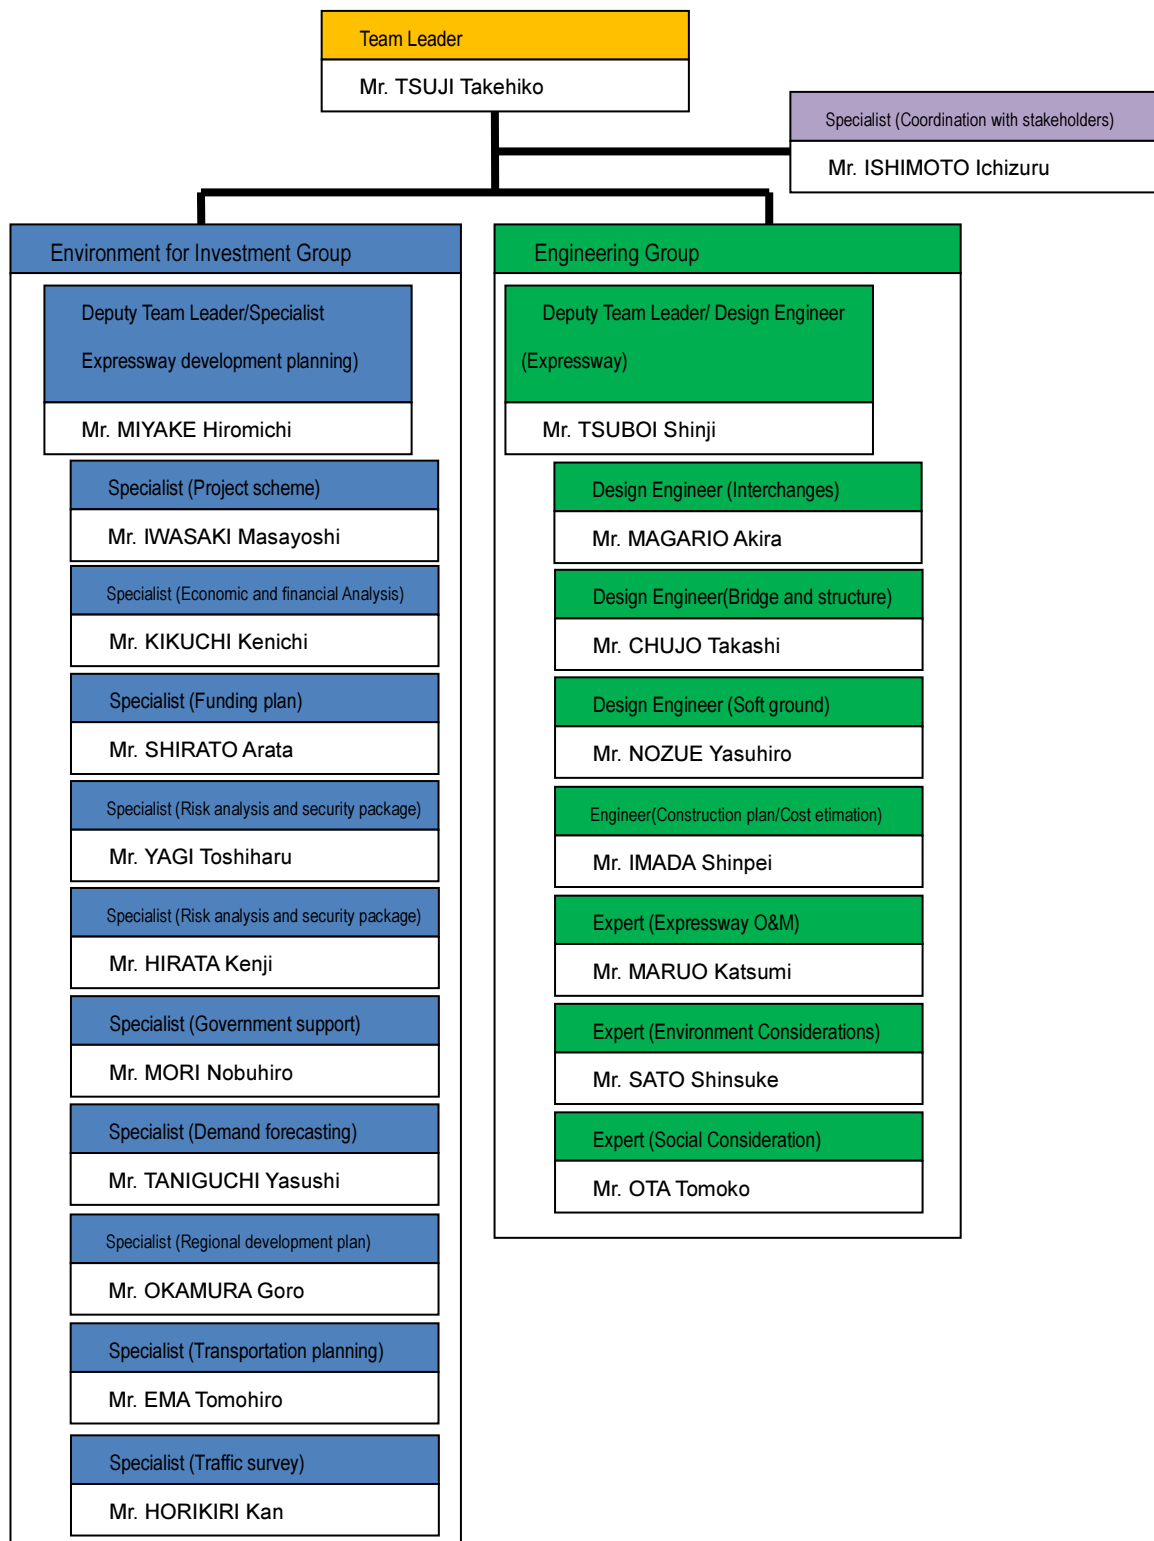 Team Leader
Mr. TSUJI Takehiko
Specialist (Coordination with stakeholders)
Mr. ISHIMOTO Ichizuru
Environment for Investment Group
Deputy Team Leader/Specialist
Expressway development planning)
Mr. MIYAKE Hiromichi
Specialist (Project scheme)
Mr. IWASAKI Masayoshi
Specialist (Economic and financial Analysis)
Mr. KIKUCHI Kenichi
Specialist (Funding plan)
Mr. SHIRATO Arata
Specialist (Risk analysis and security package)
Mr. YAGI Toshiharu
Specialist (Risk analysis and security package)
Mr. HIRATA Kenji
Specialist (Government support)
Mr. MORI Nobuhiro
Specialist (Demand forecasting)
Mr. TANIGUCHI Yasushi
Specialist (Regional development plan)
Mr. OKAMURA Goro
Specialist (Transportation planning)
Mr. EMA Tomohiro
Specialist (Traffic survey)
Mr. HORIKIRI Kan
Engineering Group
Deputy Team Leader/ Design Engineer
(Expressway)
Mr. TSUBOI Shinji
Design Engineer (Interchanges)
Mr. MAGARIO Akira
Design Engineer(Bridge and structure)
Mr. CHUJO Takashi
Design Engineer (Soft ground)
Mr. NOZUE Yasuhiro
Engineer(Construction plan/Cost etimation)
Mr. IMADA Shinpei
Expert (Expressway O&M)
Mr. MARUO Katsumi
Expert (Environment Considerations)
Mr. SATO Shinsuke
Expert (Social Consideration)
Mr. OTA Tomoko